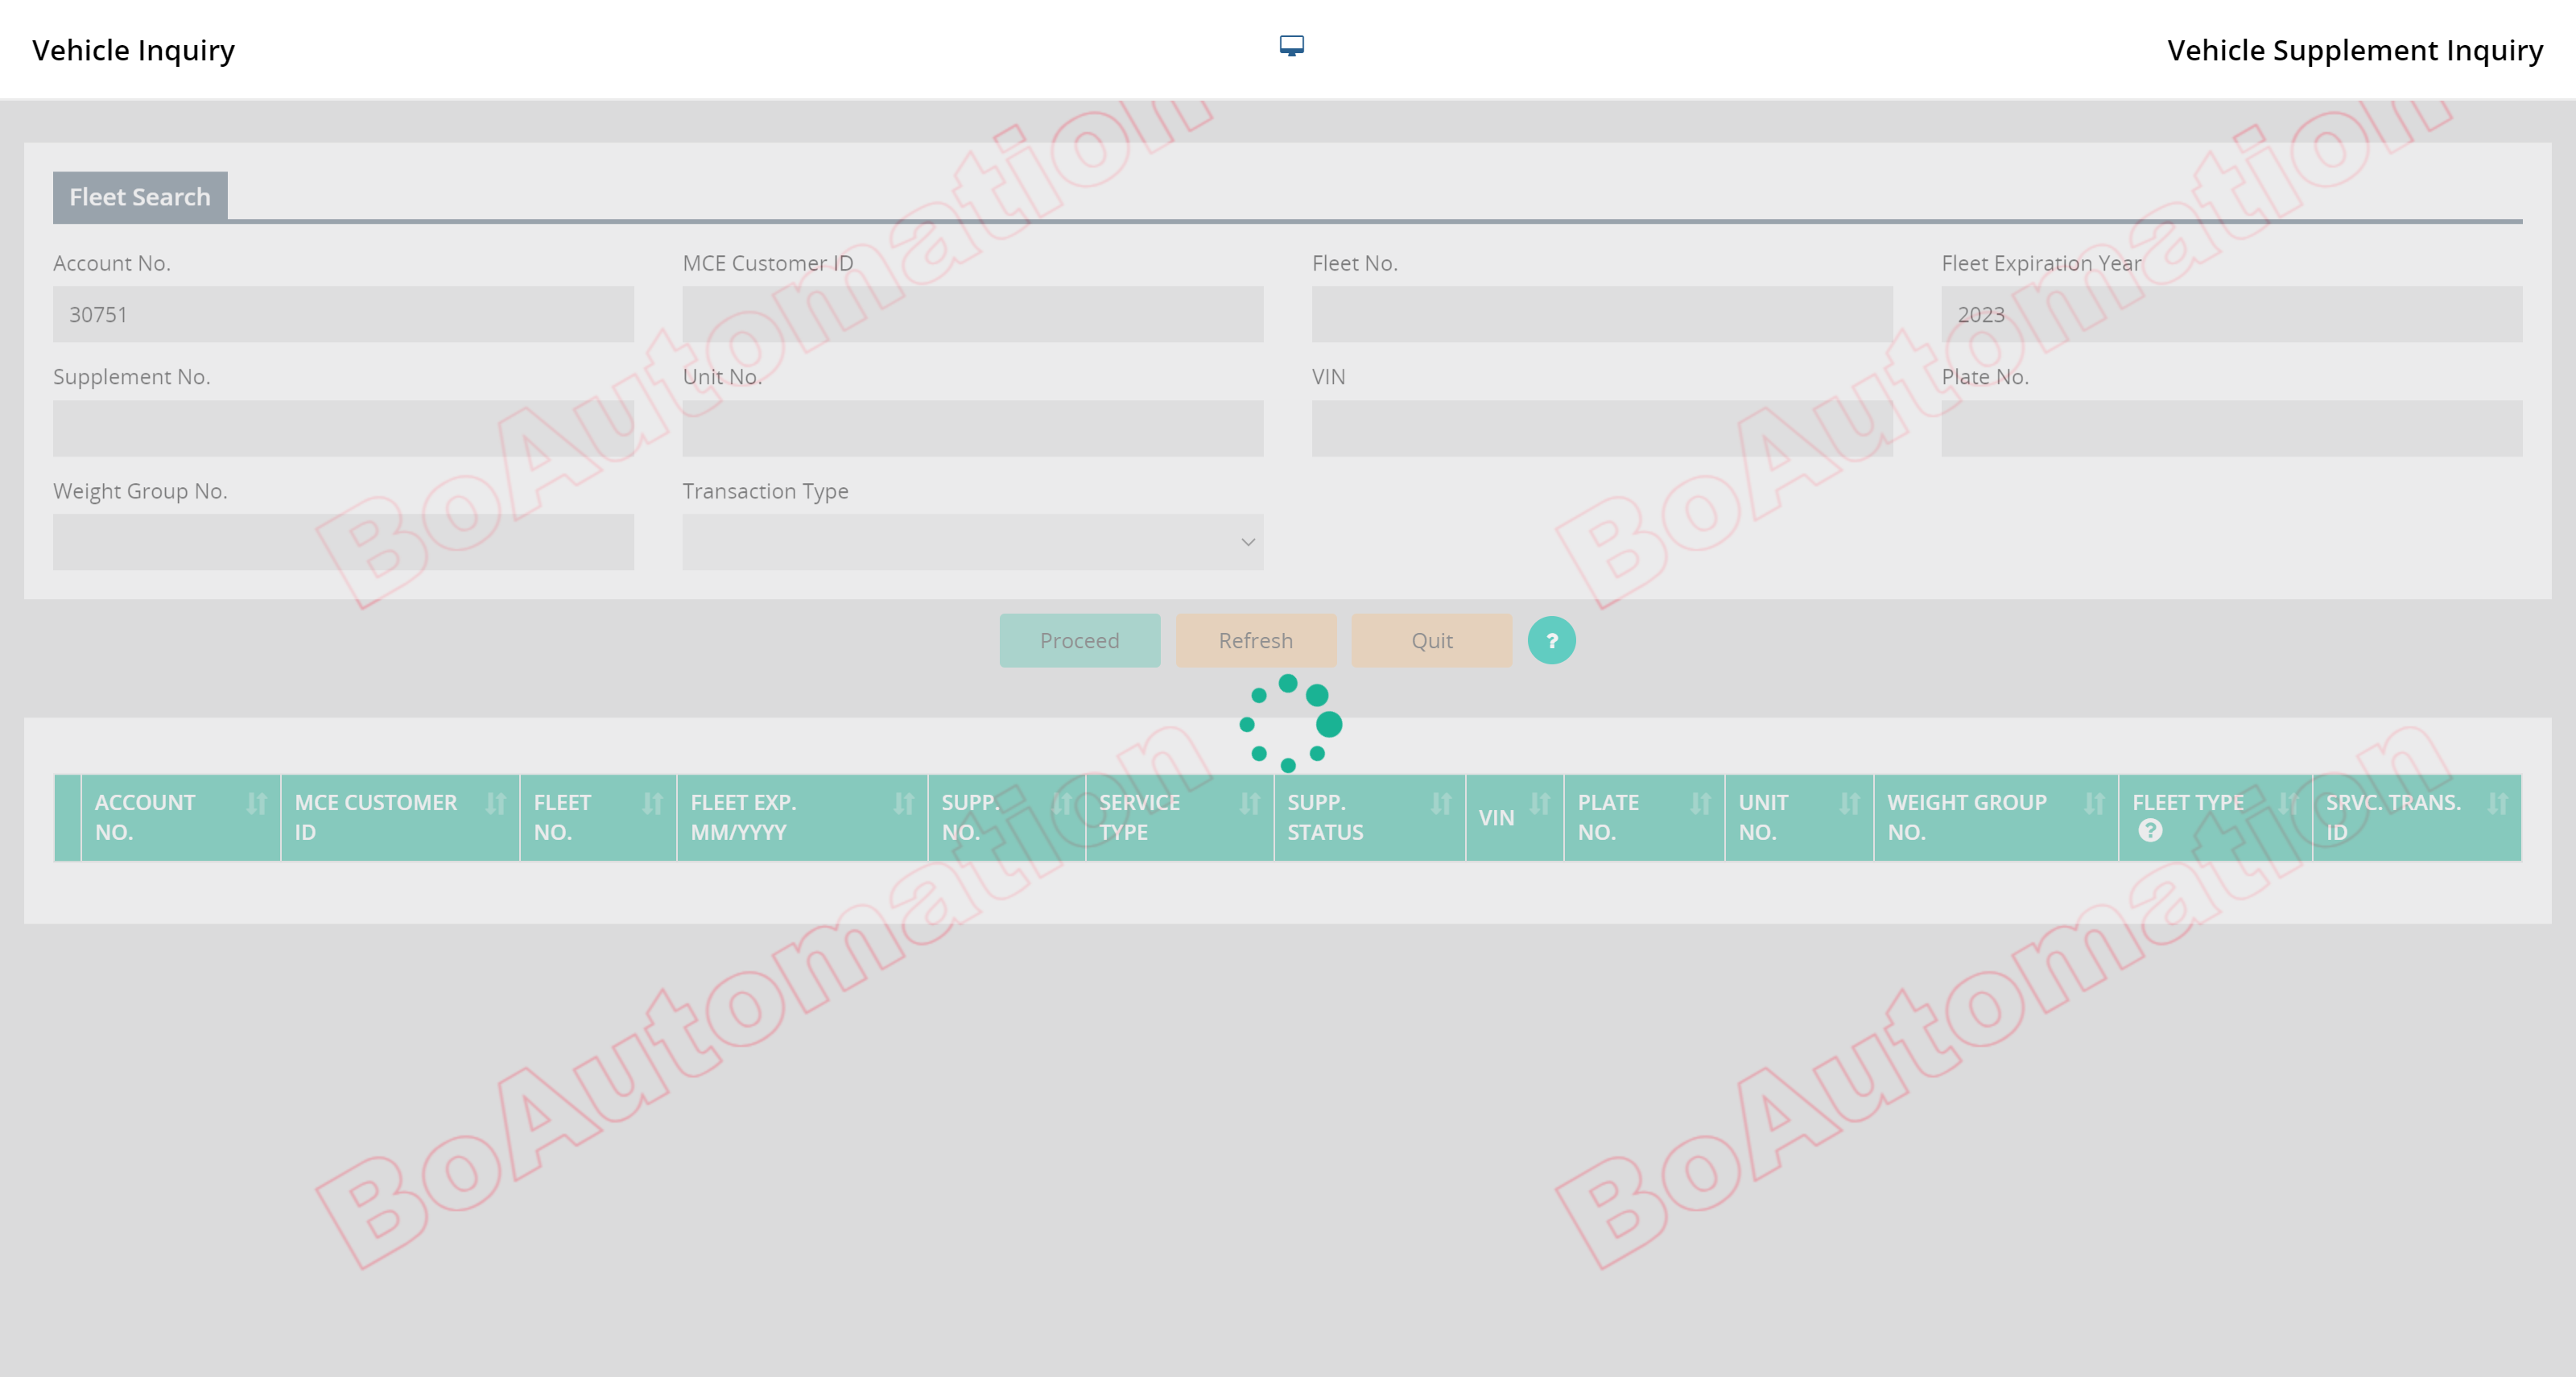 Vehicle Inquiry
Vehicle Supplement Inquiry
Fleet Search
Account No.
MCE Customer ID
Fleet No.
Fleet Expiration Year
30751
2023
Supplement No.
Unit No.
VIN
Plate No.
Weight Group No.
Transaction Type
Proceed
Refresh
Quit
?
ACCOUNT NO.
MCE CUSTOMER ID
FLEET NO.
FLEET EXP. MM/YYYY
SUPP. NO.
SERVICE TYPE
SUPP. STATUS
VIN
PLATE NO.
UNIT NO.
WEIGHT GROUP NO.
FLEET TYPE ?
SRVC. TRANS. ID
BoAutomation
BoAutomation
BoAutomation
BoAutomation